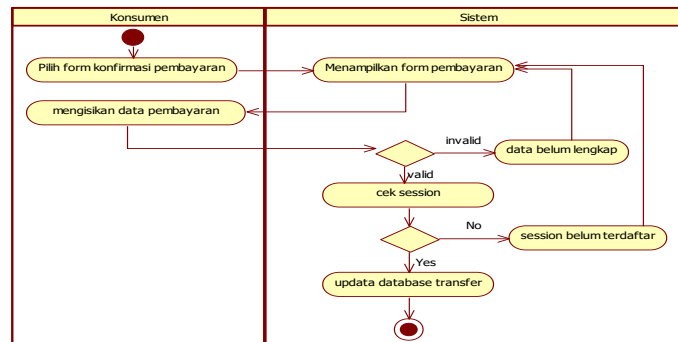 Konsumen
Sistem
Pilih form konfirmasi pembayaran
Menampilkan form pembayaran
mengisikan data pembayaran
invalid
data belum lengkap
valid
cek session
No
session belum terdaftar
Yes
updata database transfer